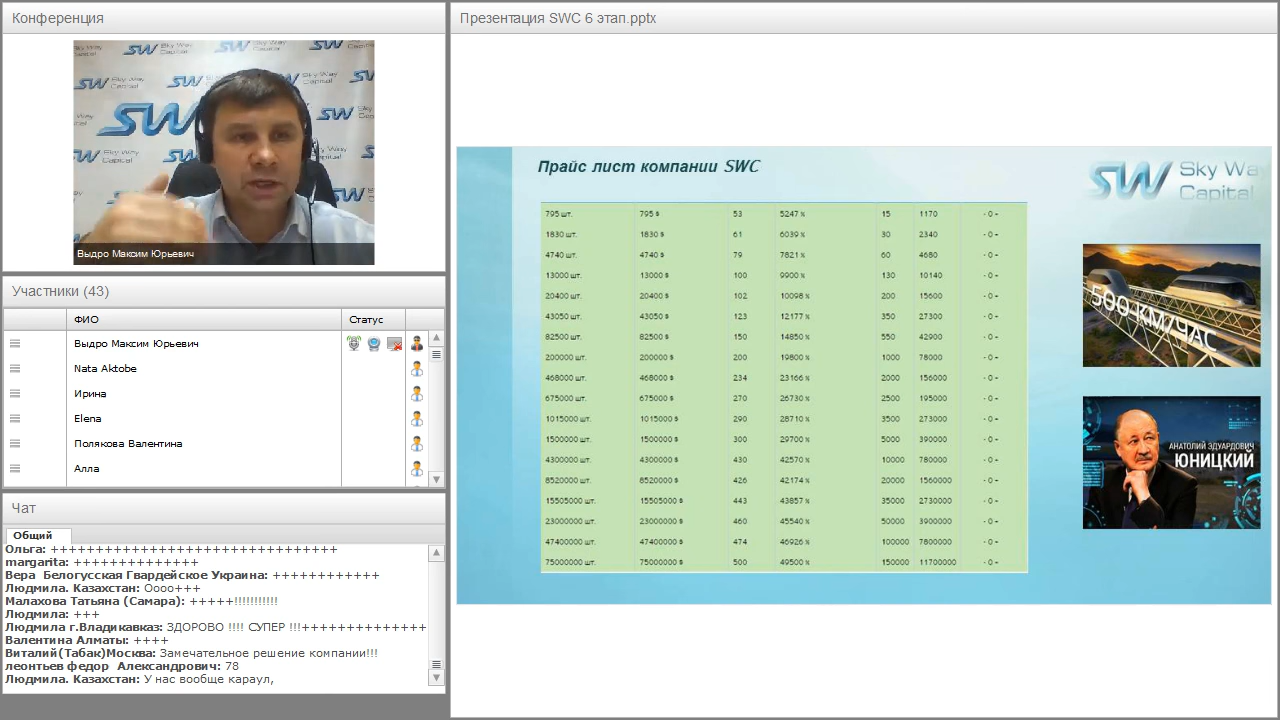 Конференция
Sky Way Capital
SW
Выдро Максим Юрьевич
Участники (43)
ФИО Статус
Выдро Максим Юрьевич
Nata Aktobe
Ирина
Elena
Полякова Валентина
Алла
Чат
Общий
Ольга: ++++++++++++++++++++++++++++++++
margarita: ++++++++++++++
Вера Белогусская Гвардейское Украина: ++++++++++++
Людмила. Казахстан: Оооо+++
Малахова Татьяна (Самара): +++++!!!!!!!!!!!
Людмила: +++
Людмила г.Владикавказ: ЗДОРОВО !!!! СУПЕР !!!++++++++++++++
Валентина Алматы: ++++
Виталий(Табак)Москва: Замечательное решение компании!!!
леонтьев федор Александрович: 78
Людмила. Казахстан: У нас вообще караул,
Презентация SWC 6 этап.pptx
Прайс лист компании SWC
SW Sky Wa
Capital
795 шт. 795 $ 53 5247 % 15 1170 - 0 -
1830 шт. 1830 $ 61 6039 % 30 2340 - 0 -
4740 шт. 4740 $ 79 7821 % 60 4680 - 0 -
13000 шт. 13000 $ 100 9900 % 130 10140 - 0 -
20400 шт. 20400 $ 102 10098 % 200 15600 - 0 -
43050 шт. 43050 $ 123 12177 % 350 27300 - 0 -
82500 шт. 82500 $ 150 14850 % 550 42900 - 0 -
200000 шт. 200000 $ 200 19800 % 1000 78000 - 0 -
468000 шт. 468000 $ 234 23166 % 2000 156000 - 0 -
675000 шт. 675000 $ 270 26730 % 2500 195000 - 0 -
1015000 шт. 1015000 $ 290 28710 % 3500 273000 - 0 -
1500000 шт. 1500000 $ 300 29700 % 5000 390000 - 0 -
4300000 шт. 4300000 $ 430 42570 % 10000 780000 - 0 -
8520000 шт. 8520000 $ 426 42174 % 20000 1560000 - 0 -
15505000 шт. 15505000 $ 443 43857 % 35000 2730000 - 0 -
23000000 шт. 23000000 $ 460 45540 % 50000 3900000 - 0 -
47400000 шт. 47400000 $ 474 46926 % 100000 7800000 - 0 -
75000000 шт. 75000000 $ 500 49500 % 150000 11700000 - 0 -
500 КМ/ЧАС
АНАТОЛИЙ ЭДУАРДОВИЧ
ЮНИЦКИЙ